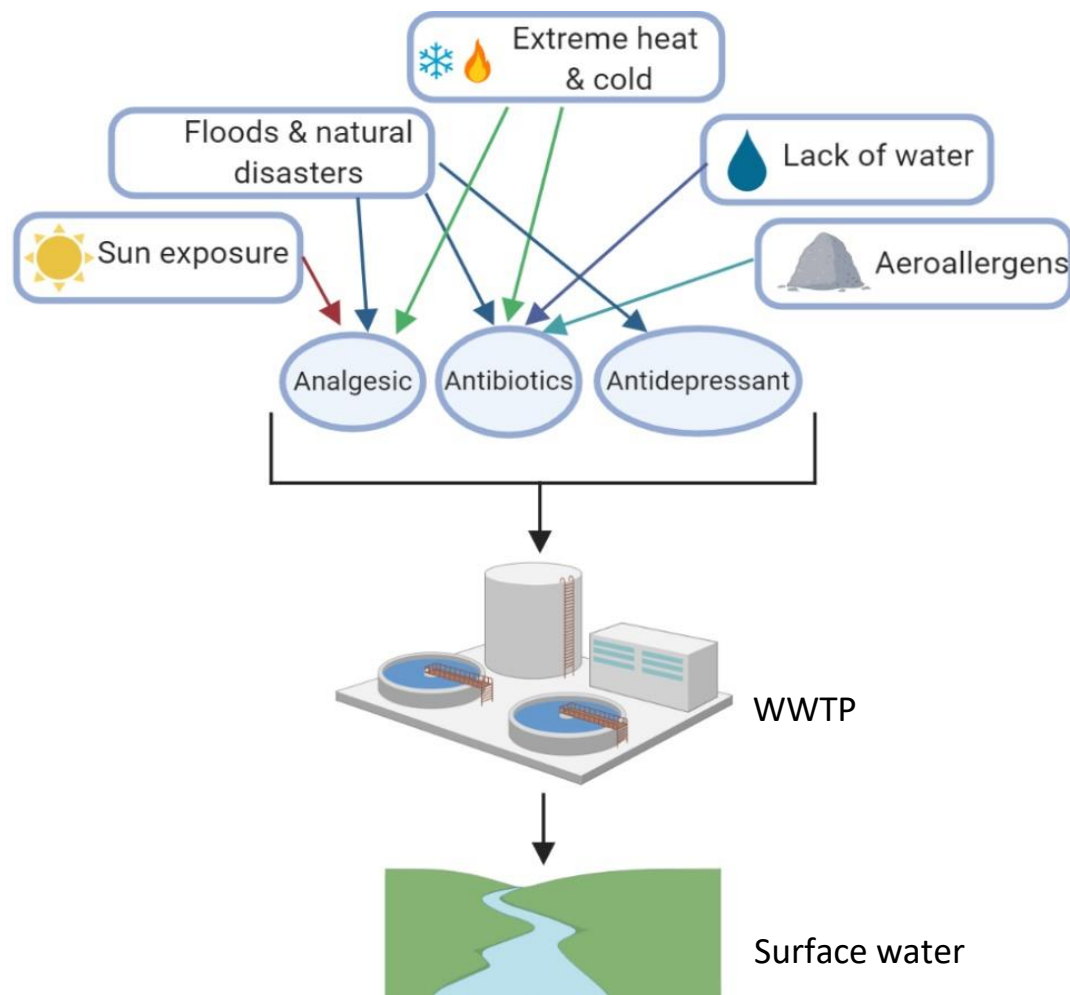 Extreme heat
& cold
Floods & natural
disasters
Lack of water
Sun exposure
Aeroallergens
Analgesic
Antibiotics
Antidepressant
WWTP
Surface water